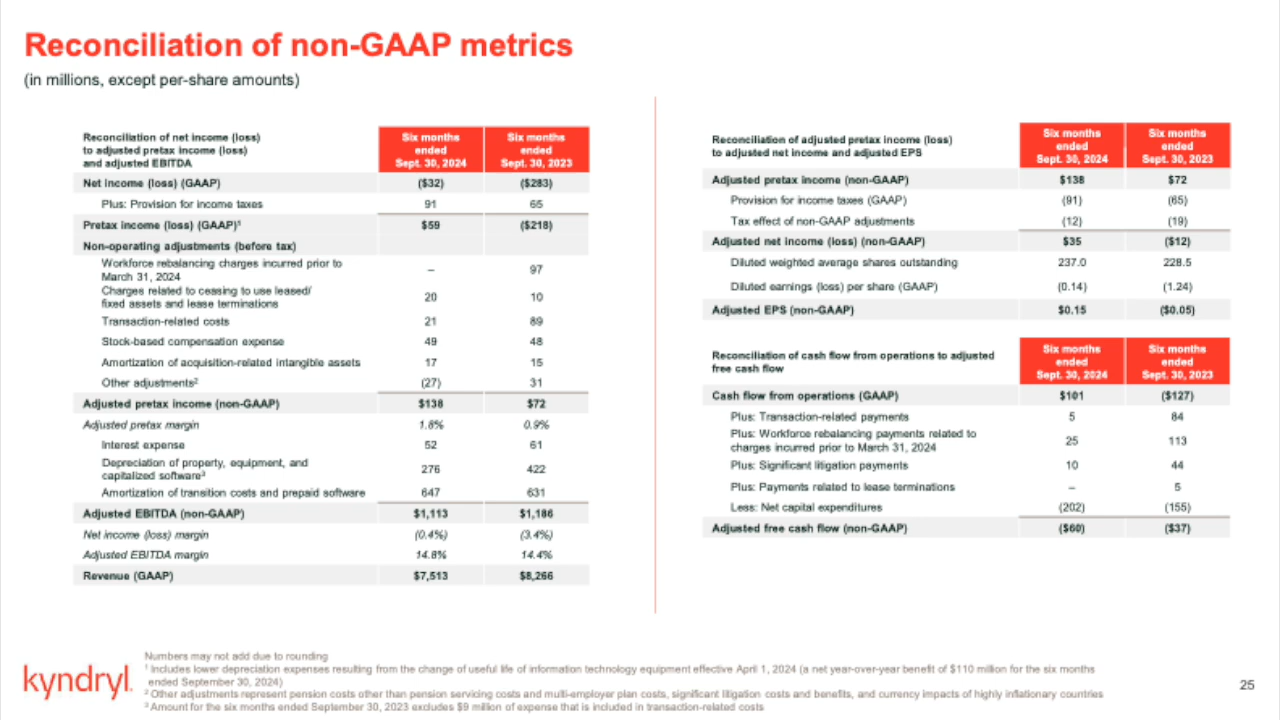 Reconciliation of non-GAAP metrics
(in millions, except per-share amounts)
Reconciliation of net income (loss)
to adjusted pretax income (loss)
and adjusted EBITDA
Six months ended Sept. 30, 2024
Six months ended Sept. 30, 2023
Net income (loss) (GAAP) ($32) ($283)
Plus: Provision for income taxes 91 65
Pretax income (loss) (GAAP)¹ $59 ($218)
Non-operating adjustments (before tax)
Workforce rebalancing charges incurred prior to
March 31, 2024 – 97
Charges related to ceasing to use leased/
fixed assets and lease terminations 20 10
Transaction-related costs 21 89
Stock-based compensation expense 49 48
Amortization of acquisition-related intangible assets 17 15
Other adjustments² (27) 31
Adjusted pretax income (non-GAAP) $138 $72
Adjusted pretax margin 1.8% 0.9%
Interest expense 52 61
Depreciation of property, equipment, and
capitalized software³ 276 422
Amortization of transition costs and prepaid software 647 631
Adjusted EBITDA (non-GAAP) $1,113 $1,186
Net income (loss) margin (0.4%) (3.4%)
Adjusted EBITDA margin 14.8% 14.4%
Revenue (GAAP) $7,513 $8,266
Reconciliation of adjusted pretax income (loss)
to adjusted net income and adjusted EPS
Six months ended Sept. 30, 2024
Six months ended Sept. 30, 2023
Adjusted pretax income (non-GAAP) $138 $72
Provision for income taxes (GAAP) (91) (65)
Tax effect of non-GAAP adjustments (12) (19)
Adjusted net income (loss) (non-GAAP) $35 ($12)
Diluted weighted average shares outstanding 237.0 228.5
Diluted earnings (loss) per share (GAAP) (0.14) (1.24)
Adjusted EPS (non-GAAP) $0.15 ($0.05)
Reconciliation of cash flow from operations to adjusted
free cash flow
Six months ended Sept. 30, 2024
Six months ended Sept. 30, 2023
Cash flow from operations (GAAP) $101 ($127)
Plus: Transaction-related payments 5 84
Plus: Workforce rebalancing payments related to
charges incurred prior to March 31, 2024 25 113
Plus: Significant litigation payments 10 44
Plus: Payments related to lease terminations – 5
Less: Net capital expenditures (202) (155)
Adjusted free cash flow (non-GAAP) ($60) ($37)
kyndryl.
Numbers may not add due to rounding
¹ Includes lower depreciation expenses resulting from the change of useful life of information technology equipment effective April 1, 2024 (a net year-over-year benefit of $110 million for the six months
ended September 30, 2024)
² Other adjustments represent pension costs other than pension servicing costs and multi-employer plan costs, significant litigation costs and benefits, and currency impacts of highly inflationary countries
³ Amount for the six months ended September 30, 2023 excludes $9 million of expense that is included in transaction-related costs
25